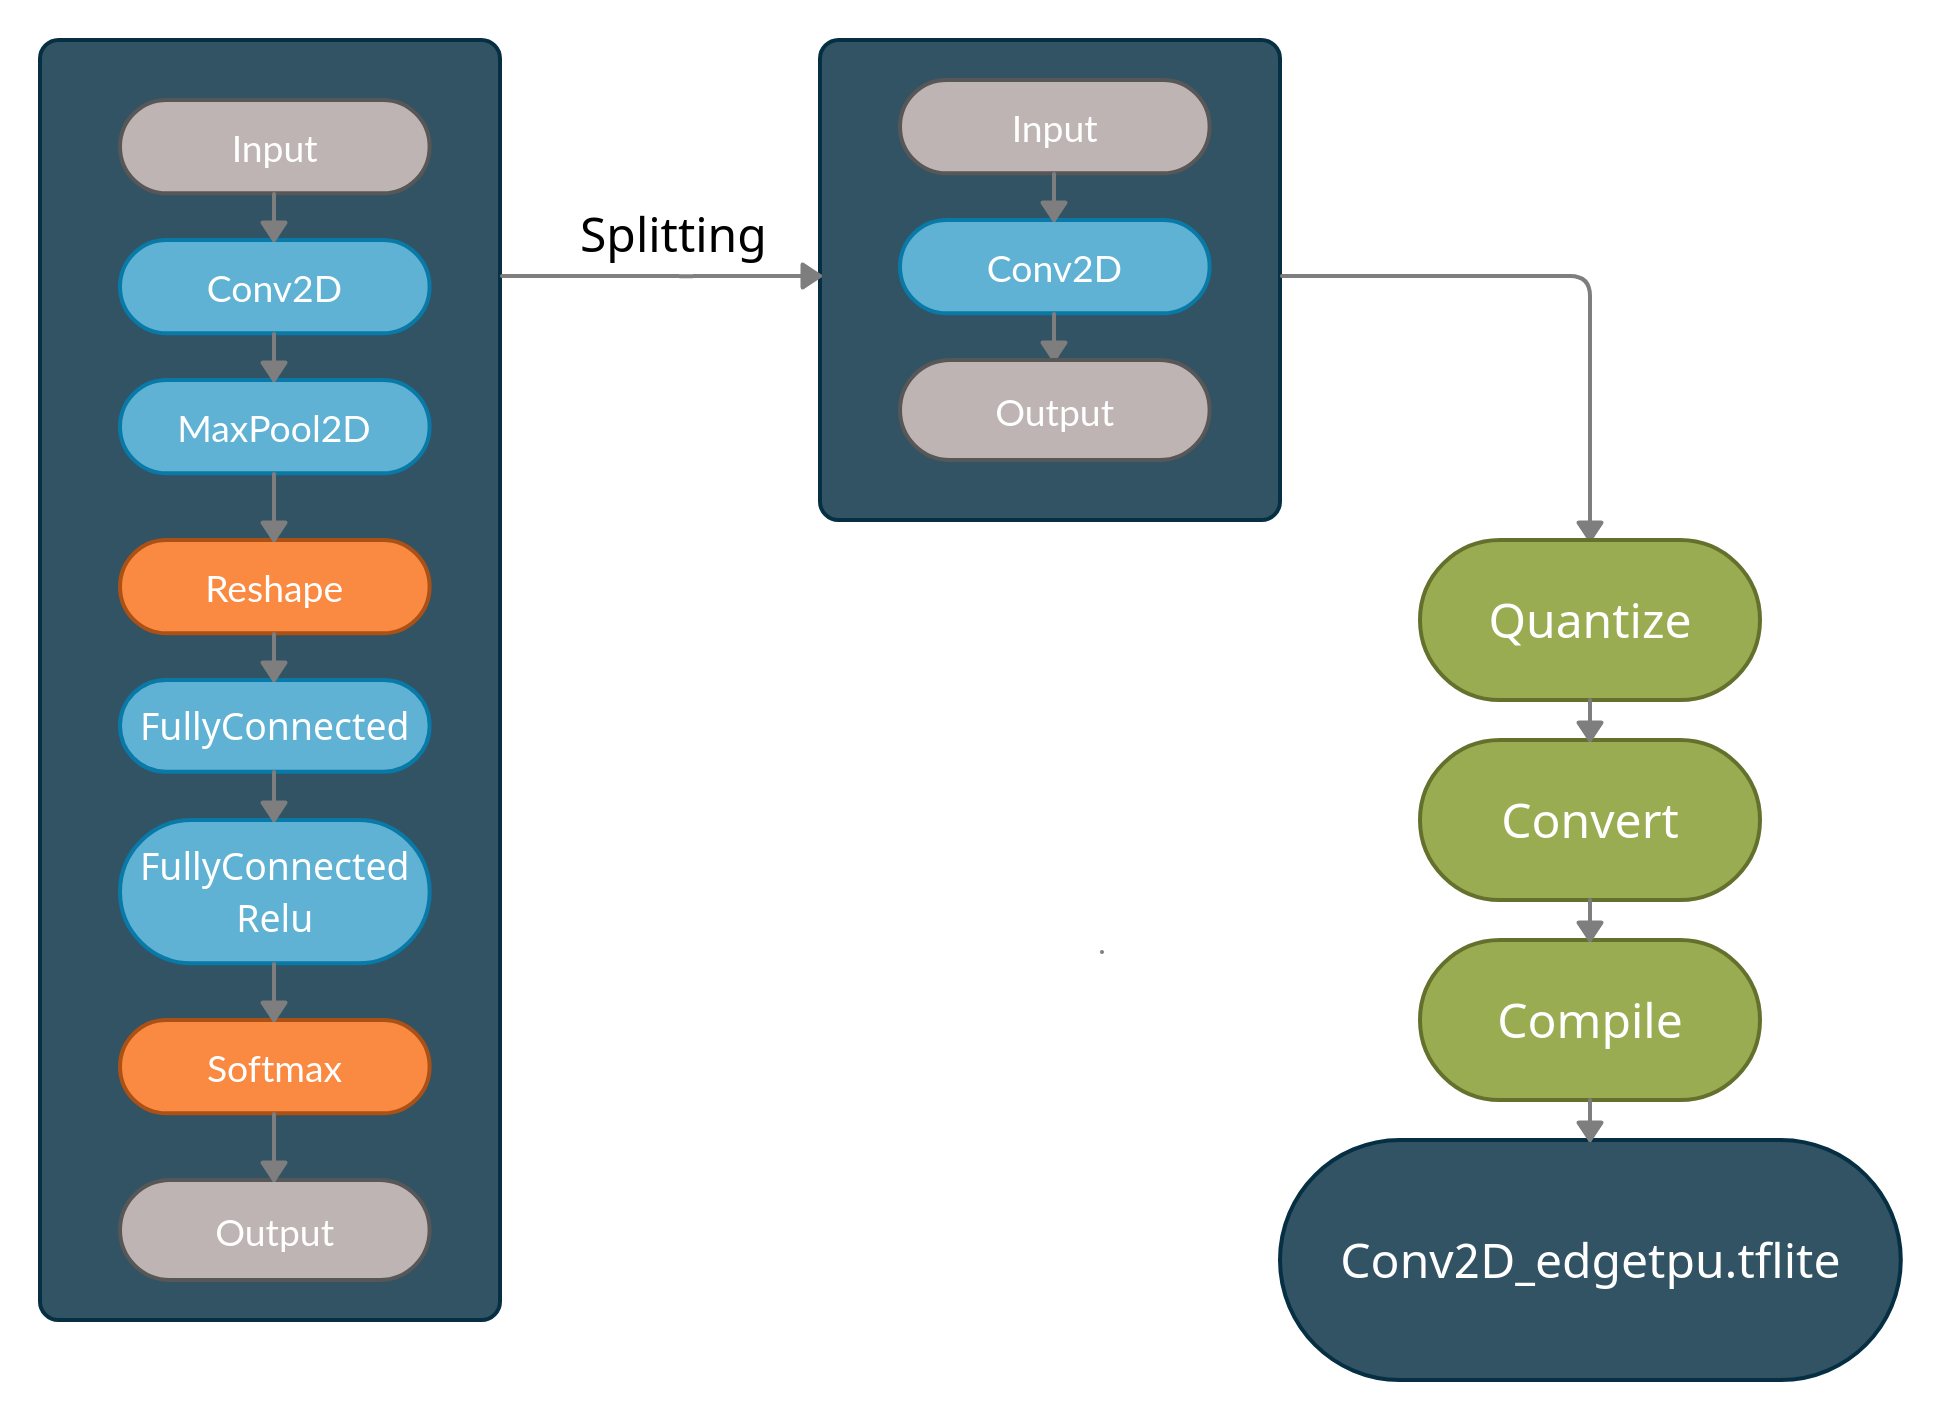 Input
Conv2D
MaxPool2D
Reshape
FullyConnected
FullyConnected
Relu
Softmax
Output
Splitting
Input
Conv2D
Output
Quantize
Convert
Compile
Conv2D_edgetpu.tflite